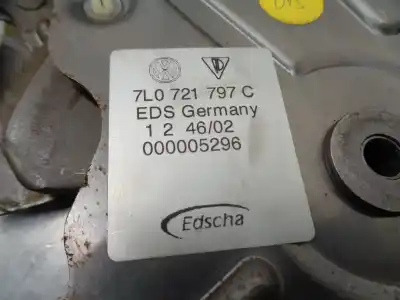 7L0 721 797 C
EDS Germany
1 2 46/02
000005296
Edscha